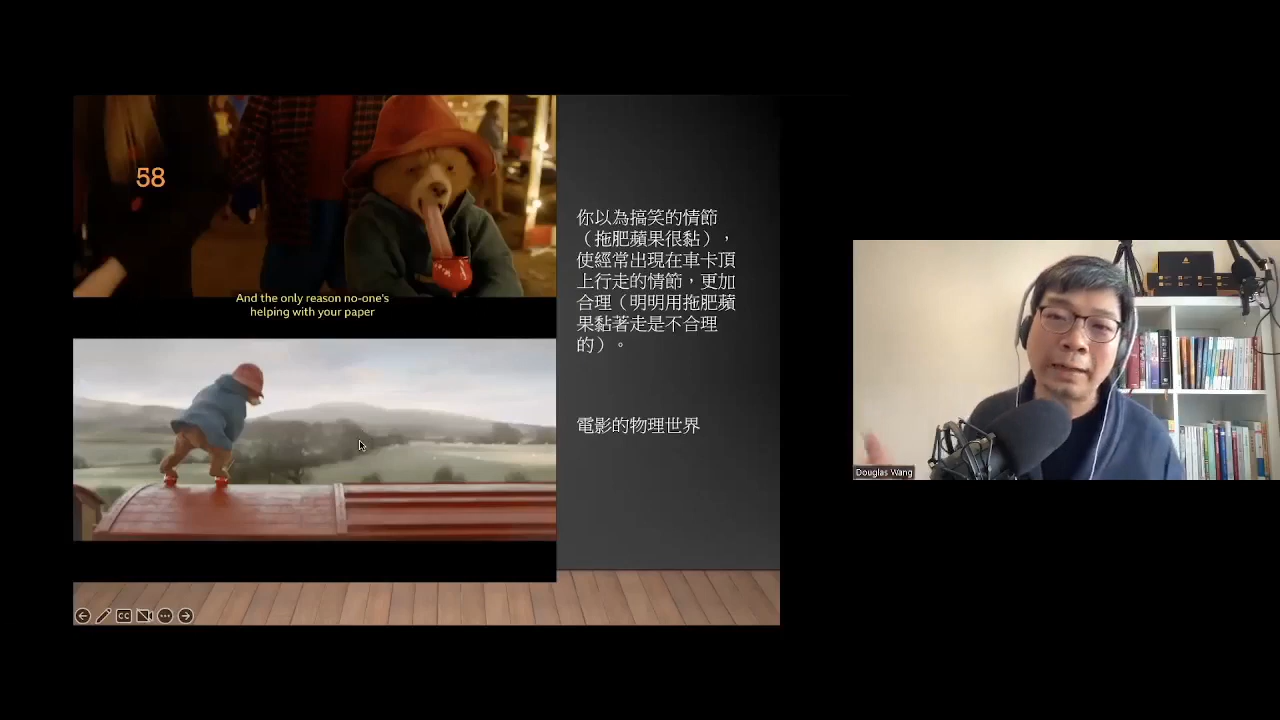 58
And the only reason no-one's
helping with your paper
你以為搞笑的情節
（拖肥蘋果很黏），
使經常出現在車卡頂
上行走的情節，更加
合理（明明用拖肥蘋
果黏著走是不合理
的）。
電影的物理世界
CC
Douglas Wang